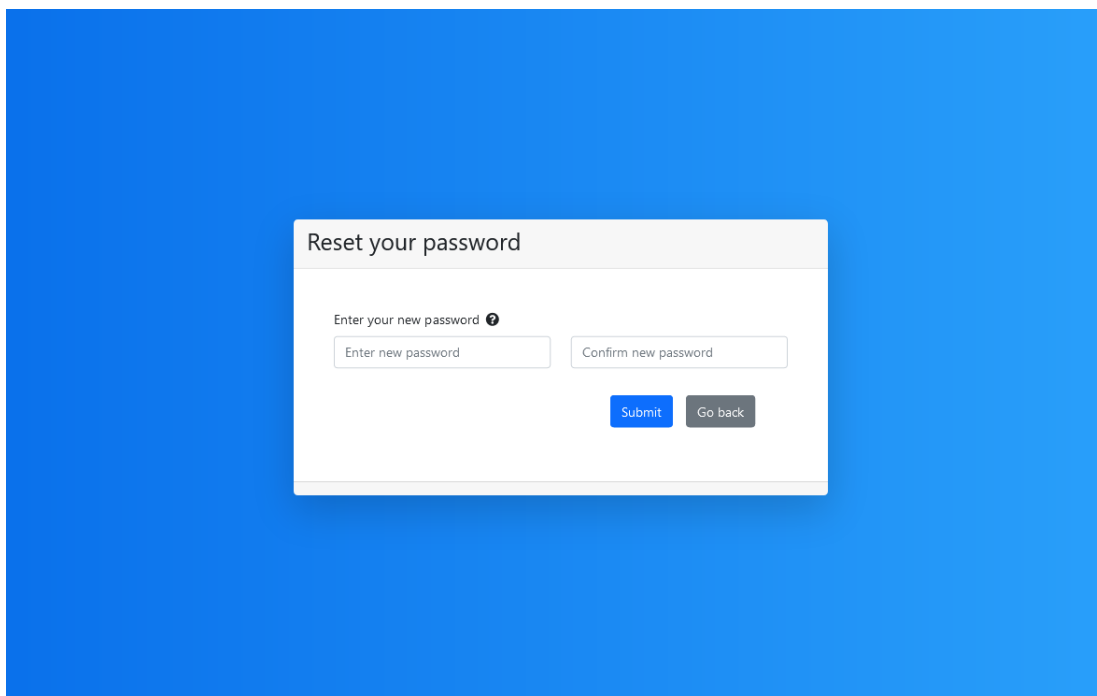 Reset your password
Enter your new password
Enter new password
Confirm new password
Submit
Go back